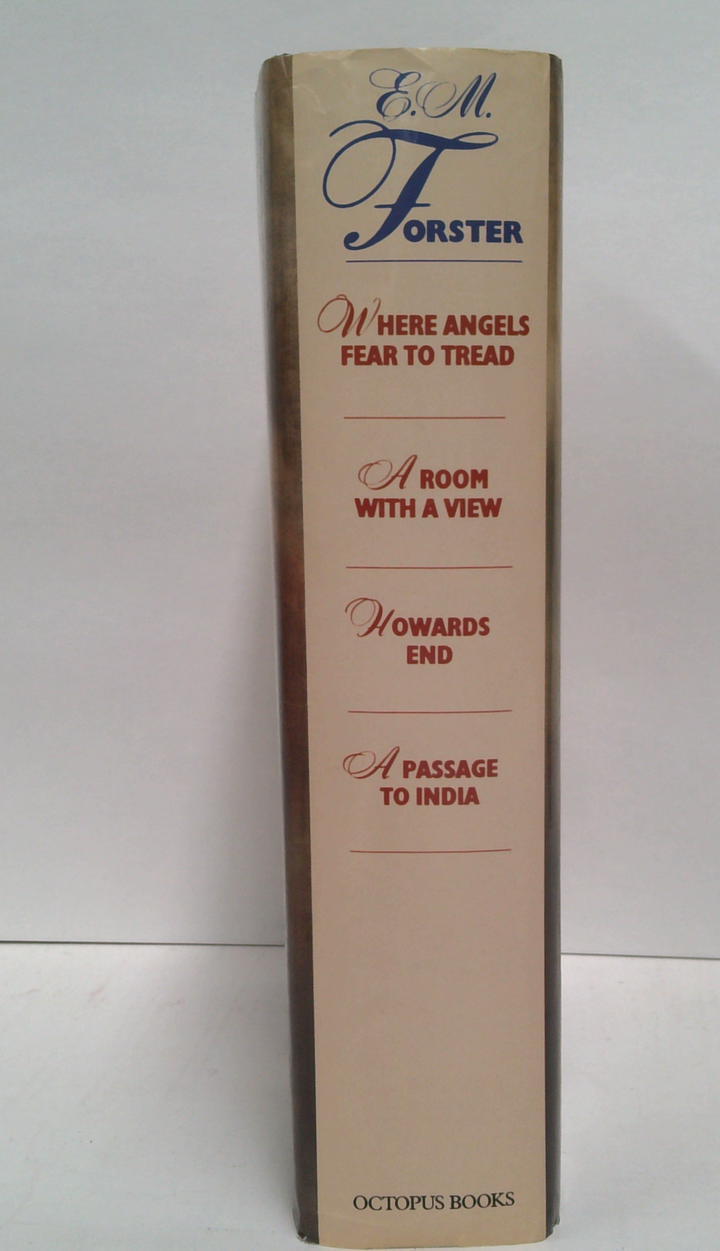 E.M.
FORSTER
WHERE ANGELS
FEAR TO TREAD
A ROOM
WITH A VIEW
HOWARDS
END
A PASSAGE
TO INDIA
OCTOPUS BOOKS